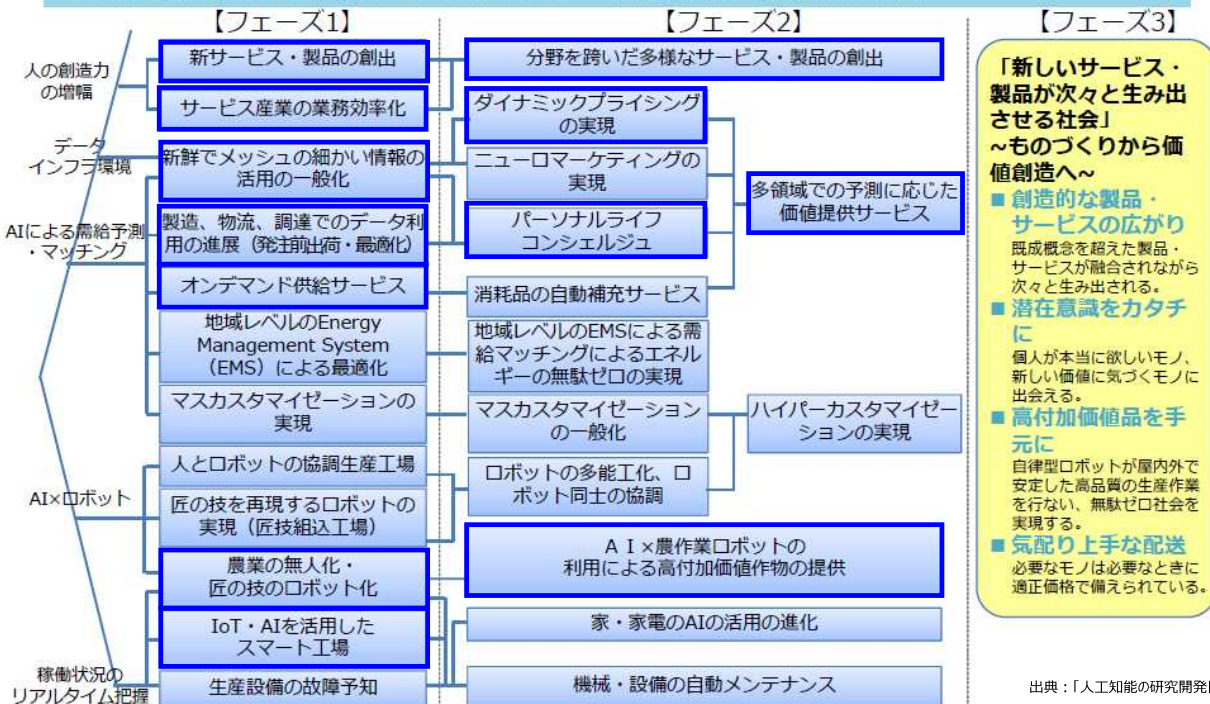 【フェーズ1】
【フェーズ2】
【フェーズ3】
人の創造力
の増幅
データ
インフラ環境
AIによる需給予測
・マッチング
AI×ロボット
稼働状況の
リアルタイム把握
新サービス・製品の創出
サービス産業の業務効率化
新鮮でメッシュの細かい情報の
活用の一般化
製造、物流、調達でのデータ利
用の進展（発注前出荷・最適化）
オンデマンド供給サービス
地域レベルのEnergy
Management System
（EMS）による最適化
マスカスタマイゼーションの
実現
人とロボットの協調生産工場
匠の技を再現するロボットの
実現（匠技組込工場）
農業の無人化・
匠の技のロボット化
IoT・AIを活用した
スマート工場
生産設備の故障予知
分野を跨いだ多様なサービス・製品の創出
ダイナミックプライシング
の実現
ニューロマーケティングの
実現
パーソナルライフ
コンシェルジュ
消耗品の自動補充サービス
地域レベルのEMSによる需
給マッチングによるエネル
ギーの無駄ゼロの実現
マスカスタマイゼーション
の一般化
ロボットの多能工化、ロ
ボット同士の協調
多領域での予測に応じた
価値提供サービス
ハイパーカスタマイゼー
ションの実現
ＡＩ×農作業ロボットの
利用による高付加価値作物の提供
家・家電のAIの活用の進化
機械・設備の自動メンテナンス
「新しいサービス・
製品が次々と生み出
させる社会」
~ものづくりから価
値創造へ~
■ 創造的な製品・
サービスの広がり
既成概念を超えた製品・
サービスが融合されながら
次々と生み出される。
■ 潜在意識をカタチ
に
個人が本当に欲しいモノ、
新しい価値に気づくモノに
出会える。
■ 高付加価値品を手
元に
自律型ロボットが屋内外で
安定した高品質の生産作業
を行ない、無駄ゼロ社会を
実現する。
■ 気配り上手な配送
必要なモノは必要なときに
適正価格で備えられている。
出典：「人工知能の研究開発